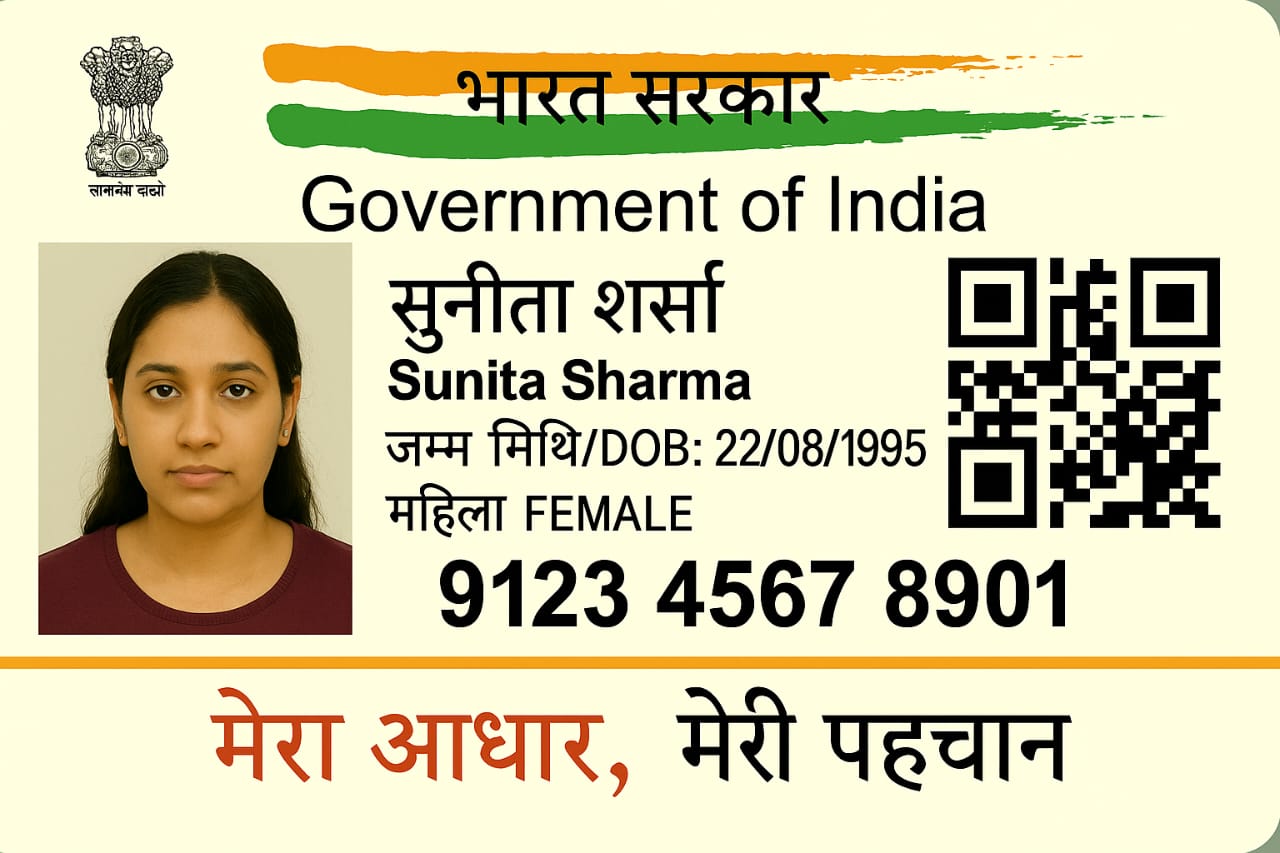 भारत सरकार
लामनेम दाझो
Government of India
सुनीता शर्सा
Sunita Sharma
जम्म मिथि/DOB: 22/08/1995
महिला FEMALE
9123 4567 8901
मेरा आधार, मेरी पहचान